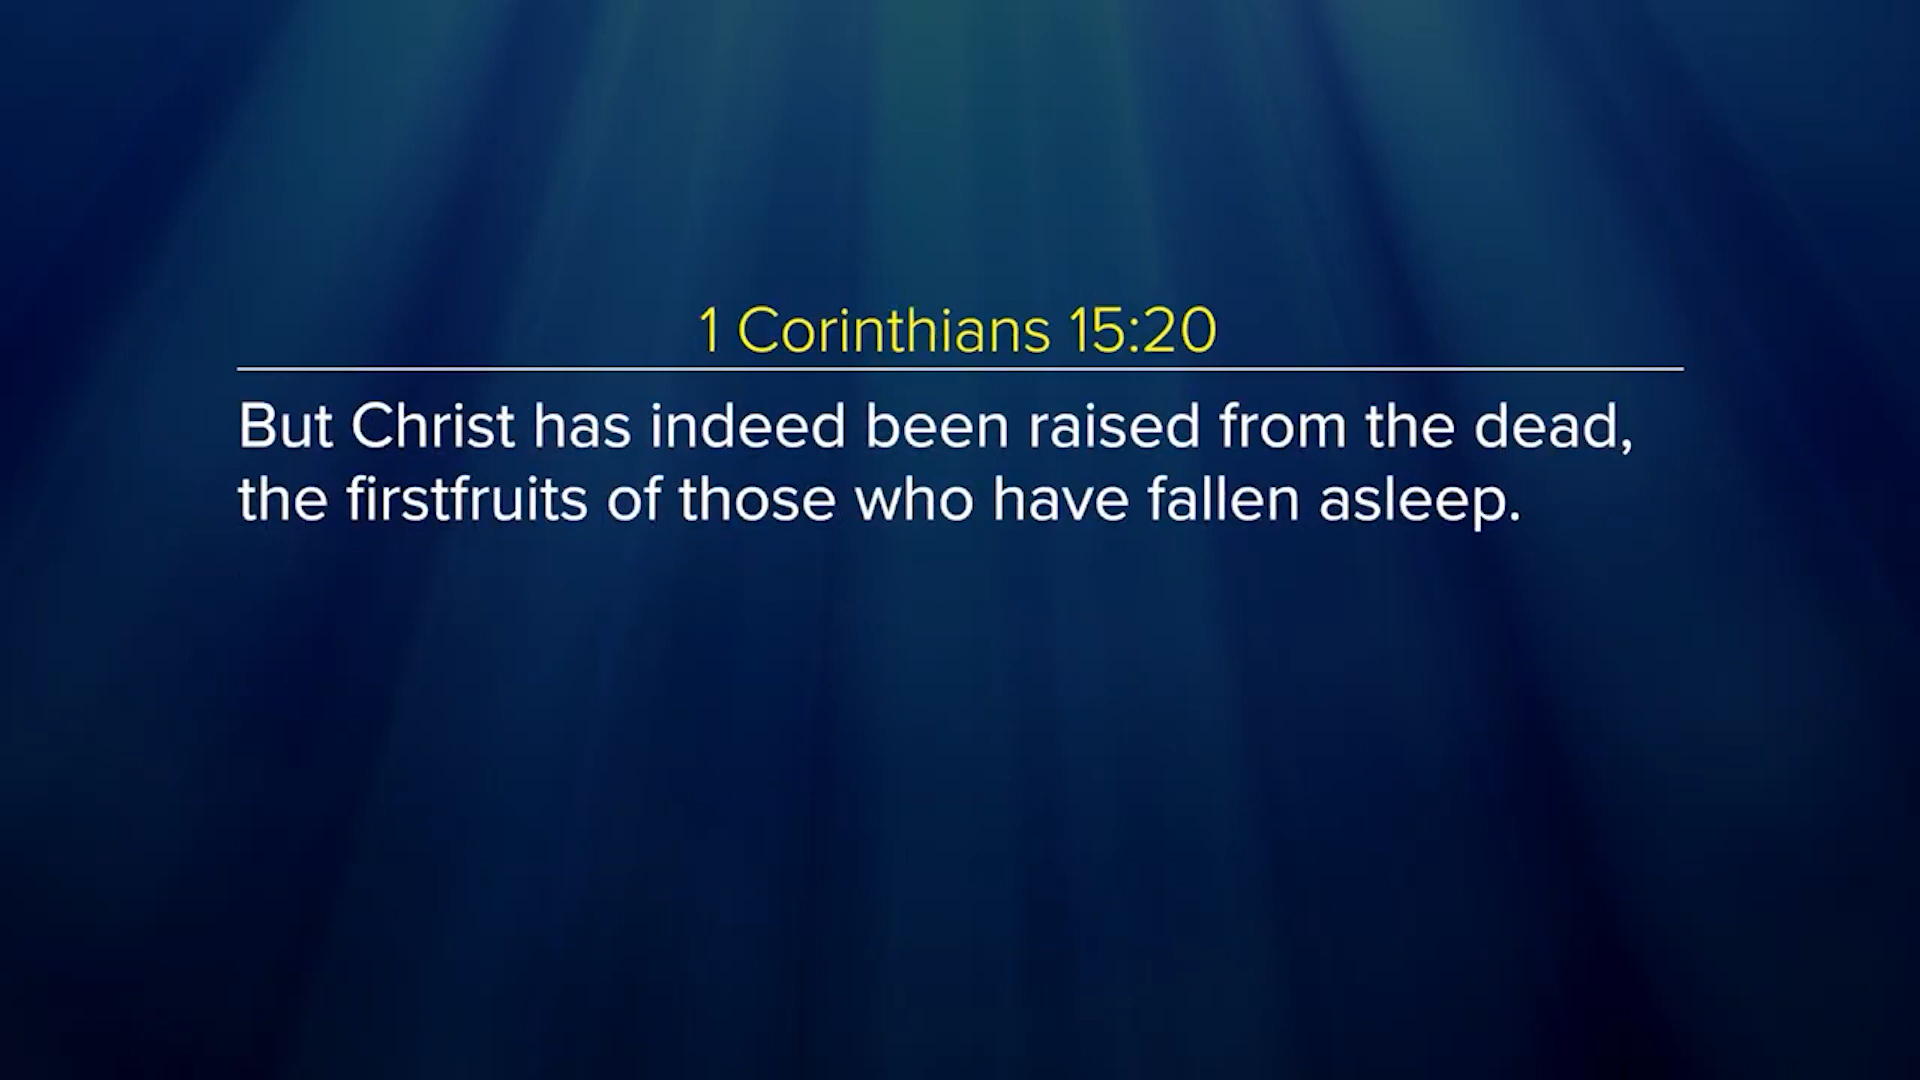 1 Corinthians 15:20
But Christ has indeed been raised from the dead,
the firstfruits of those who have fallen asleep.